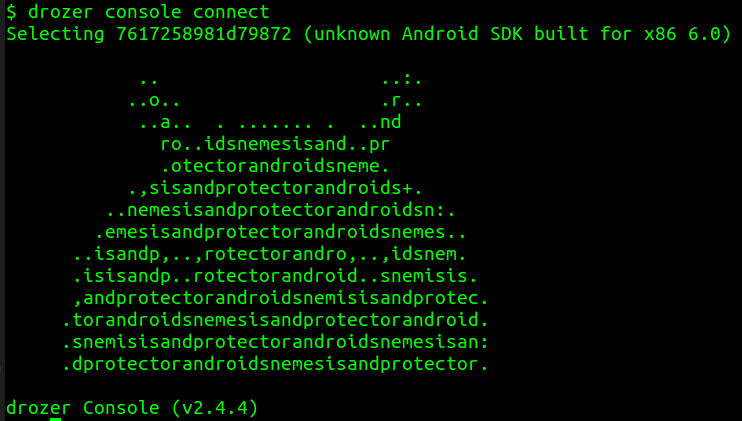 $ drozer console connect
Selecting 7617258981d79872 (unknown Android SDK built for x86 6.0)
            ..                       ..:.
           ..o..                    .r..
            ..a..  . ....... .  ..nd
              ro..idsnemesisand..pr
              .otectorandroidsneme.
           .,sisandprotectorandroids+.
         ..nemesisandprotectorandroidsn:.
        .emesisandprotectorandroidsnemes..
      ..isandp,..,rotectorandro,..,idsnem.
      .isisandp..rotectorandroid..snemisis.
      ,andprotectorandroidsnemisisandprotec.
     .torandroidsnemesisandprotectorandroid.
     .snemisisandprotectorandroidsnemesisan:
     .dprotectorandroidsnemesisandprotector.
drozer Console (v2.4.4)